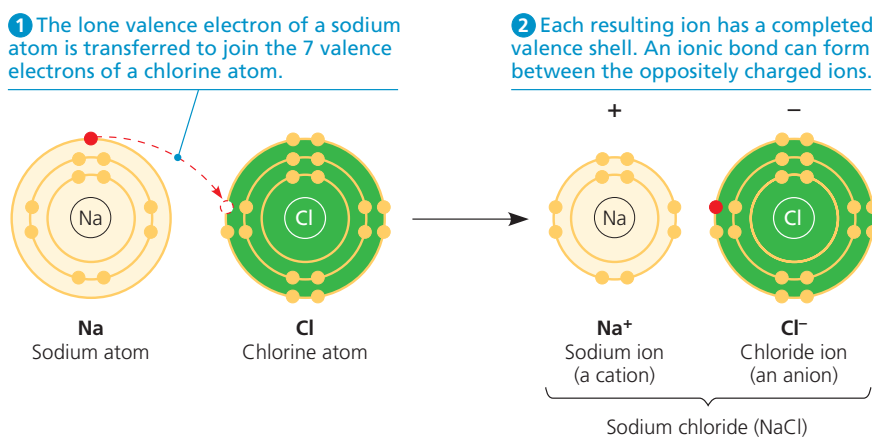 1 The lone valence electron of a sodium
atom is transferred to join the 7 valence
electrons of a chlorine atom.
2 Each resulting ion has a completed
valence shell. An ionic bond can form
between the oppositely charged ions.
+
–
Na
Cl
Na
Cl
Na
Sodium atom
Cl
Chlorine atom
Na⁺
Sodium ion
(a cation)
Cl⁻
Chloride ion
(an anion)
Sodium chloride (NaCl)